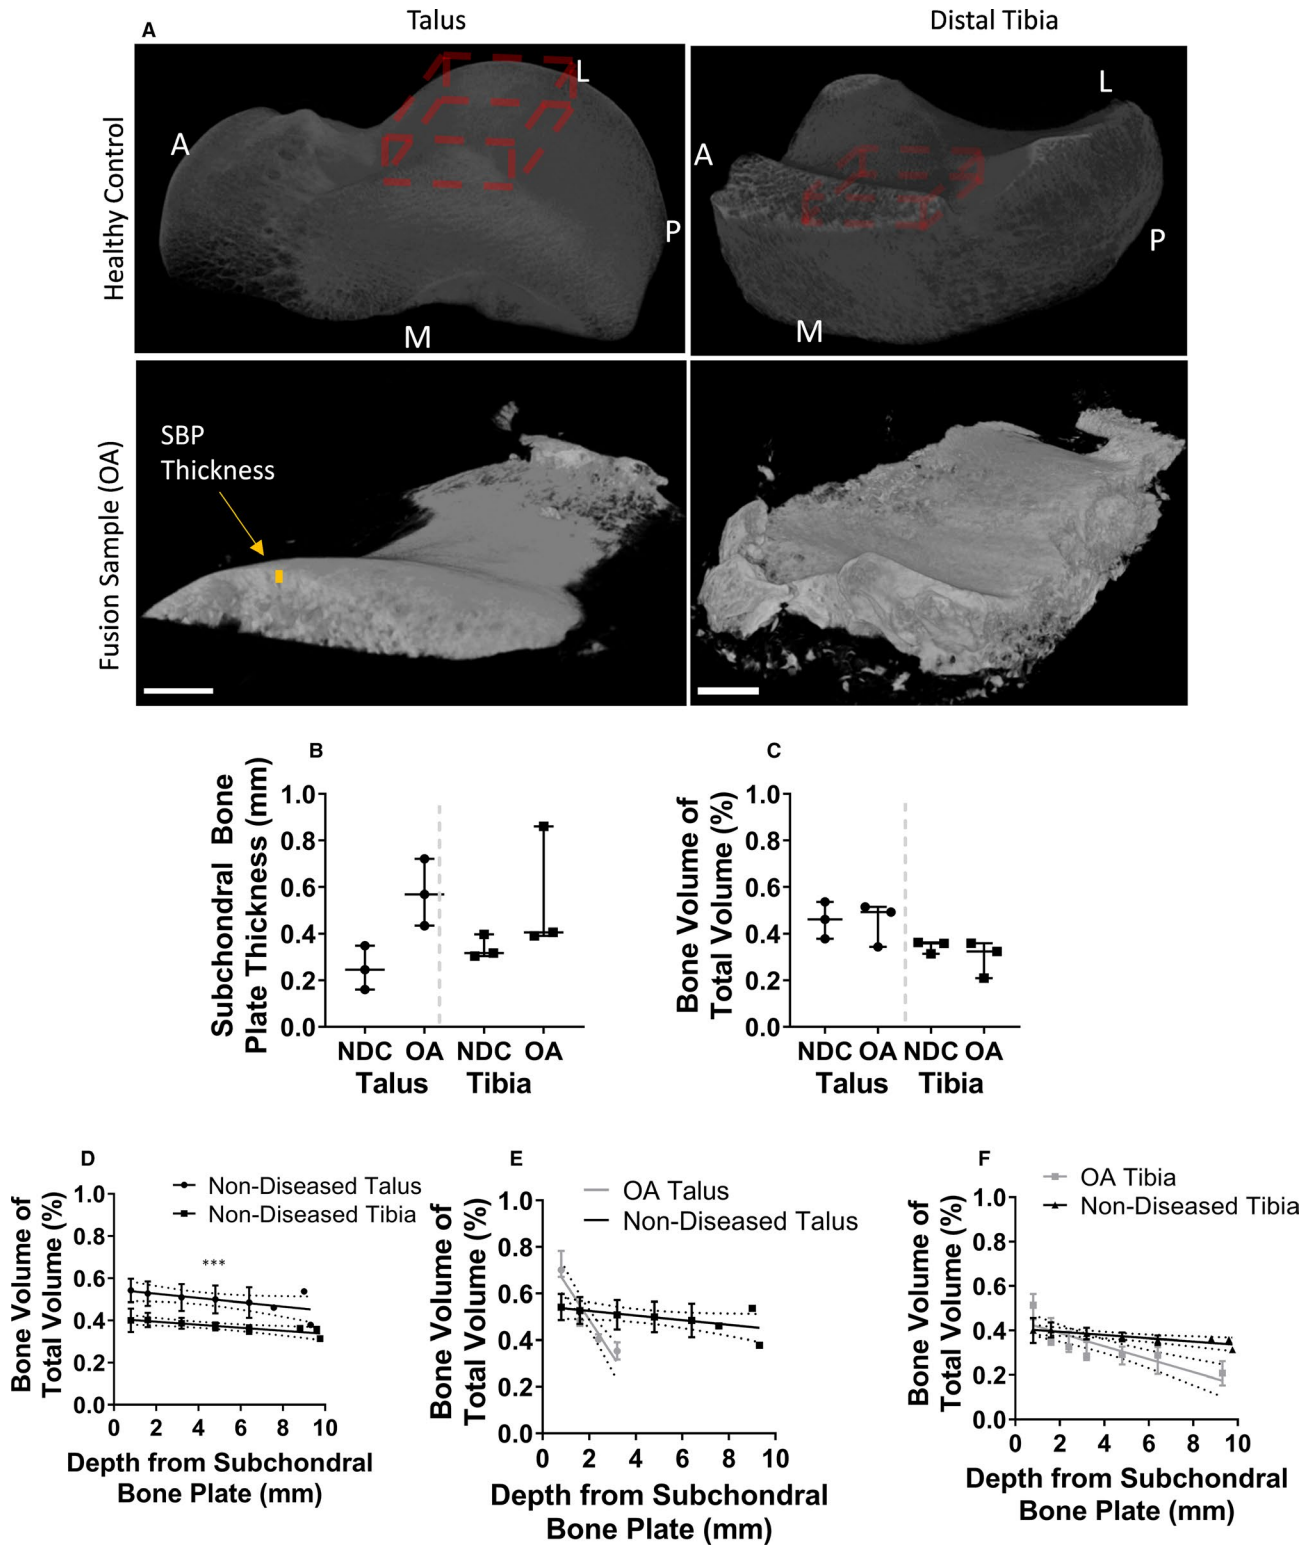 A
Talus
Distal Tibia
Healthy Control
A
L
P
M
A
L
P
M
Fusion Sample (OA)
SBP
Thickness
B
Subchondral Bone
Plate Thickness (mm)
1.0
0.8
0.6
0.4
0.2
0.0
NDC OA NDC OA
Talus Tibia
C
Bone Volume of
Total Volume (%)
1.0
0.8
0.6
0.4
0.2
0.0
NDC OA NDC OA
Talus Tibia
D
Non-Diseased Talus
Non-Diseased Tibia
Bone Volume of
Total Volume (%)
1.0
0.8
0.6
0.4
0.2
0.0
***
0 2 4 6 8 10
Depth from Subchondral
Bone Plate (mm)
E
OA Talus
Non-Diseased Talus
Bone Volume of
Total Volume (%)
1.0
0.8
0.6
0.4
0.2
0.0
0 2 4 6 8 10
Depth from Subchondral
Bone Plate (mm)
F
OA Tibia
Non-Diseased Tibia
Bone Volume of
Total Volume (%)
1.0
0.8
0.6
0.4
0.2
0.0
0 2 4 6 8 10
Depth from Subchondral
Bone Plate (mm)